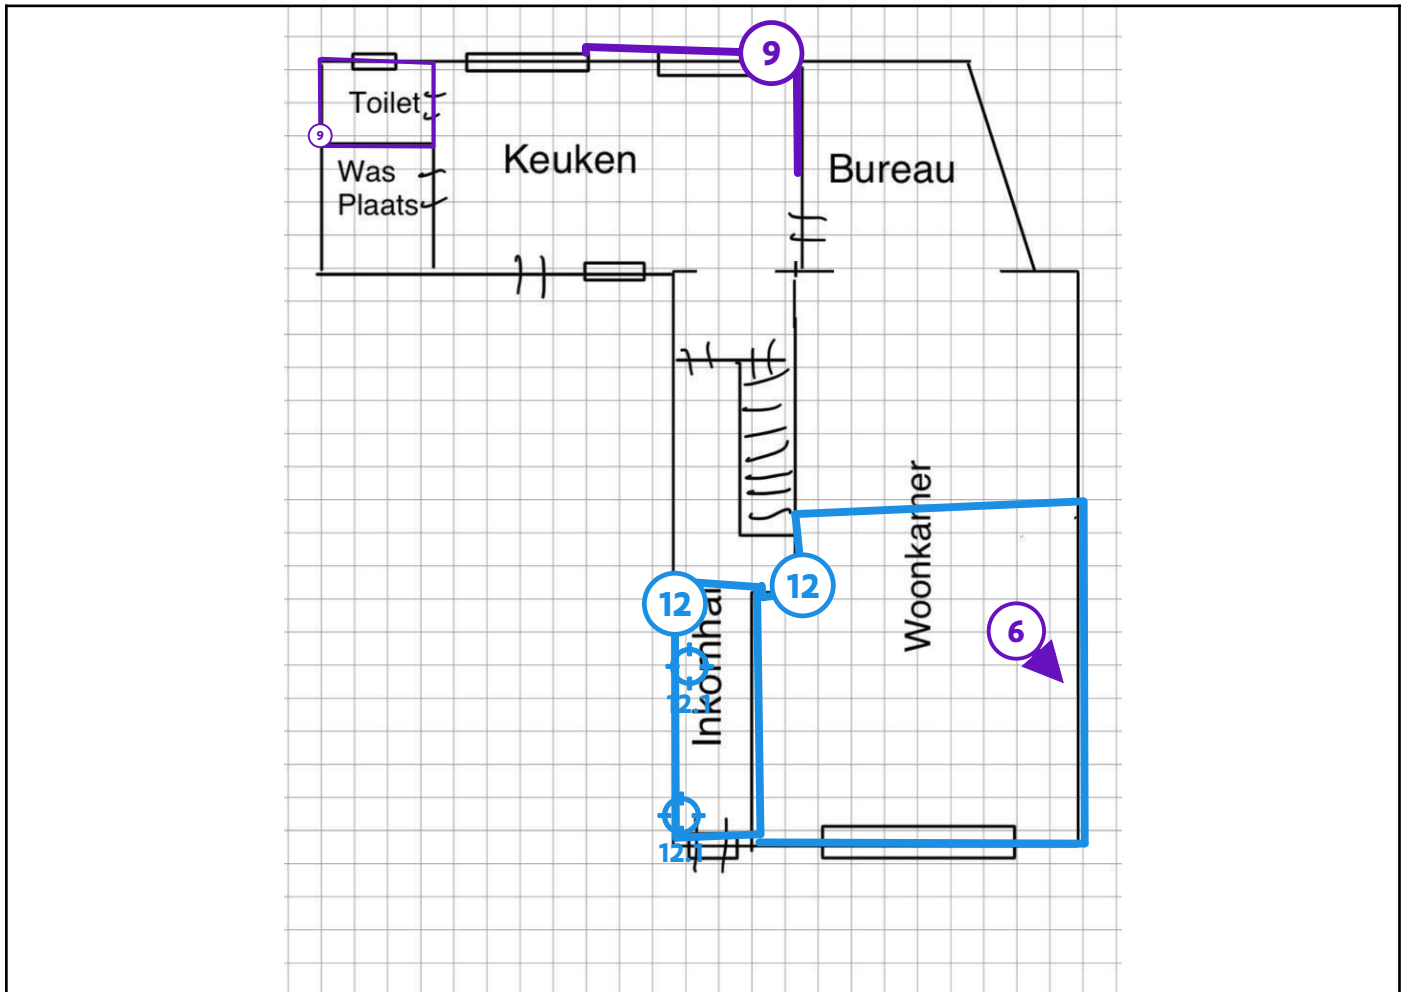 9
Toilet
9
Keuken
Bureau
Was
Plaats
Woonkamer
12
12
Inkomhal
6
12.1
12.1